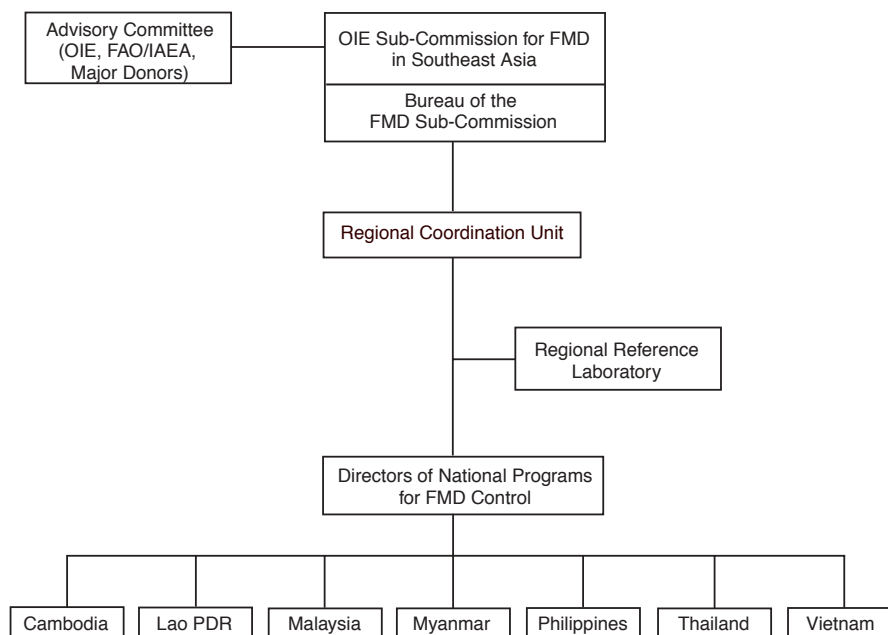 Advisory Committee
(OIE, FAO/IAEA,
Major Donors)
OIE Sub-Commission for FMD
in Southeast Asia
Bureau of the
FMD Sub-Commission
Regional Coordination Unit
Regional Reference
Laboratory
Directors of National Programs
for FMD Control
Cambodia
Lao PDR
Malaysia
Myanmar
Philippines
Thailand
Vietnam